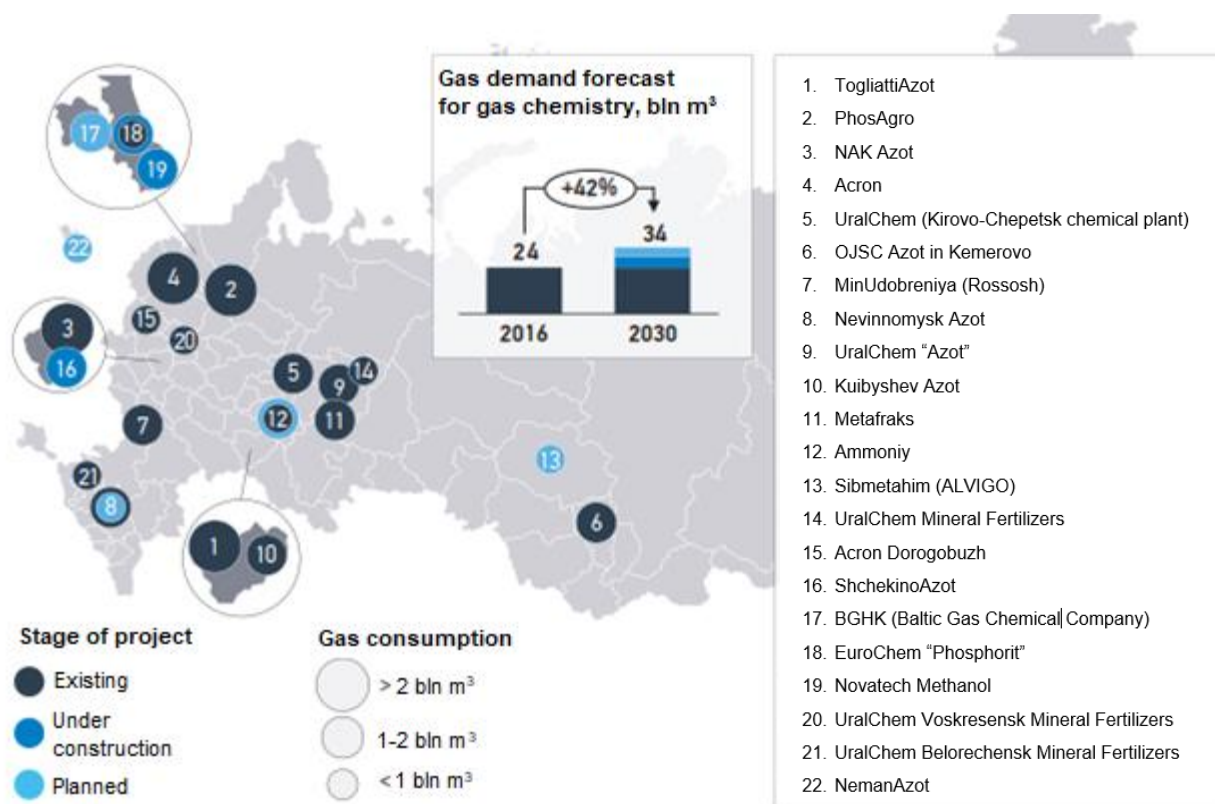 Gas demand forecast
for gas chemistry, bln m³
+42%
24
34
2016
2030
17
18
19
22
4
2
3
15
20
16
5
9
14
12
11
7
13
21
8
6
1
10
Stage of project
Existing
Under
construction
Planned
Gas consumption
> 2 bln m³
1-2 bln m³
<1 bln m³
1. TogliattiAzot
2. PhosAgro
3. NAK Azot
4. Acron
5. UralChem (Kirovo-Chepetsk chemical plant)
6. OJSC Azot in Kemerovo
7. MinUdobreniya (Rossosh)
8. Nevinnomysk Azot
9. UralChem “Azot”
10. Kuibyshev Azot
11. Metafraks
12. Ammoniy
13. Sibmetahim (ALVIGO)
14. UralChem Mineral Fertilizers
15. Acron Dorogobuzh
16. ShchekinoAzot
17. BGHK (Baltic Gas Chemical Company)
18. EuroChem “Phosphorit”
19. Novatech Methanol
20. UralChem Voskresensk Mineral Fertilizers
21. UralChem Belorechensk Mineral Fertilizers
22. NemanAzot